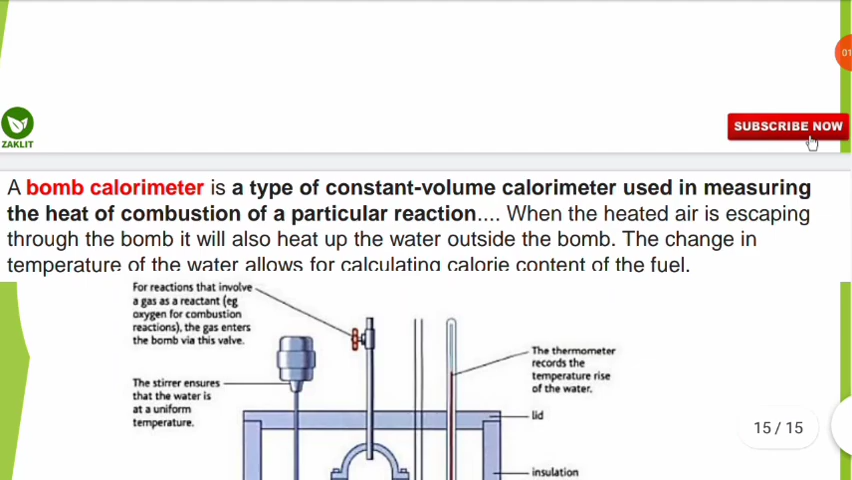 01
ZAKLIT
SUBSCRIBE NOW
A bomb calorimeter is a type of constant-volume calorimeter used in measuring
the heat of combustion of a particular reaction.... When the heated air is escaping
through the bomb it will also heat up the water outside the bomb. The change in
temperature of the water allows for calculating calorie content of the fuel.
For reactions that involve
a gas as a reactant (eg
oxygen for combustion
reactions), the gas enters
the bomb via this valve.
The stirrer ensures
that the water is
at a uniform
temperature.
The thermometer
records the
temperature rise
of the water.
lid
insulation
15 / 15